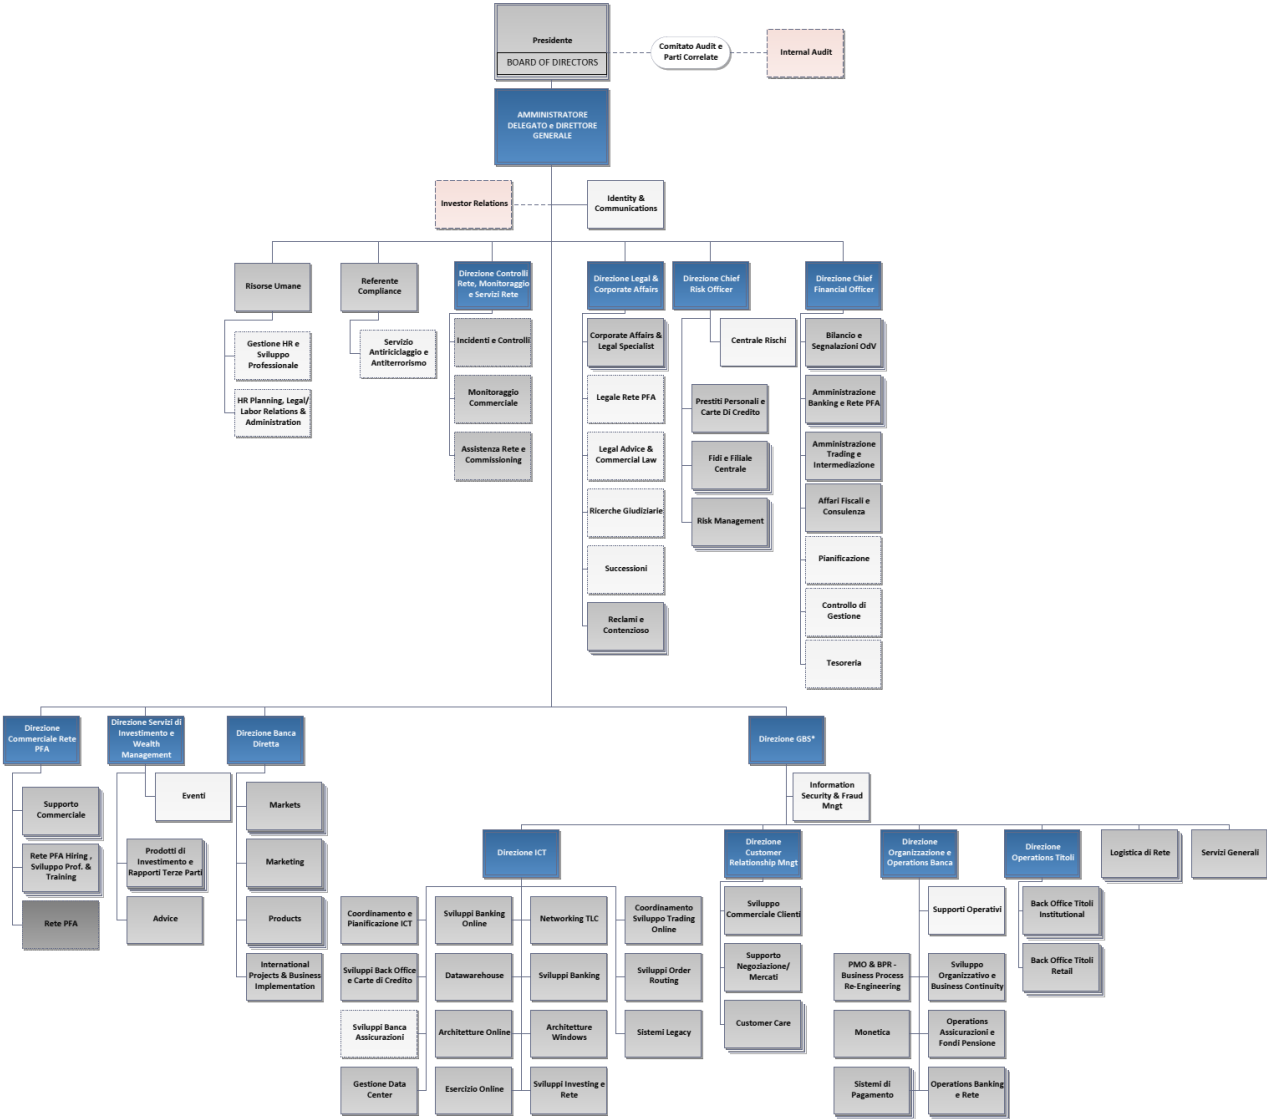 Presidente
BOARD OF DIRECTORS
Comitato Audit e
Parti Correlate
Internal Audit
AMMINISTRATORE
DELEGATO e DIRETTORE
GENERALE
Investor Relations
Identity &
Communications
Risorse Umane
Referente
Compliance
Direzione Controlli
Rete, Monitoraggio
e Servizi Rete
Direzione Legal &
Corporate Affairs
Direzione Chief
Risk Officer
Direzione Chief
Financial Officer
Gestione HR e
Sviluppo
Professionale
HR Planning, Legal/
Labor Relations &
Administration
Servizio
Antiriciclaggio e
Antiterrorismo
Incidenti e Controlli
Monitoraggio
Commerciale
Assistenza Rete e
Commissioning
Corporate Affairs &
Legal Specialist
Legale Rete PFA
Legal Advice &
Commercial Law
Ricerche Giudiziarie
Successioni
Reclami e
Contenzioso
Centrale Rischi
Prestiti Personali e
Carte Di Credito
Fidi e Filiale
Centrale
Risk Management
Bilancio e
Segnalazioni OdV
Amministrazione
Banking e Rete PFA
Amministrazione
Trading e
Intermediazione
Affari Fiscali e
Consulenza
Pianificazione
Controllo di
Gestione
Tesoreria
Direzione
Commerciale Rete
PFA
Direzione Servizi di
Investimento e
Wealth
Management
Direzione Banca
Diretta
Direzione GBS*
Supporto
Commerciale
Rete PFA Hiring ,
Sviluppo Prof. &
Training
Rete PFA
Eventi
Prodotti di
Investimento e
Rapporti Terze Parti
Advice
Markets
Marketing
Products
International
Projects & Business
Implementation
Information
Security & Fraud
Mngt
Direzione ICT
Direzione
Customer
Relationship Mngt
Direzione
Organizzazione e
Operations Banca
Direzione
Operations Titoli
Logistica di Rete
Servizi Generali
Coordinamento e
Pianificazione ICT
Sviluppi Banking
Online
Networking TLC
Coordinamento
Sviluppo Trading
Online
Sviluppi Back Office
e Carte di Credito
Datawarehouse
Sviluppi Banking
Sviluppi Order
Routing
Sviluppi Banca
Assicurazioni
Architetture Online
Architetture
Windows
Sistemi Legacy
Gestione Data
Center
Esercizio Online
Sviluppi Investing e
Rete
Sviluppo
Commerciale Clienti
Supporto
Negoziazione/
Mercati
Customer Care
Supporti Operativi
PMO & BPR -
Business Process
Re-Engineering
Sviluppo
Organizzativo e
Business Continuity
Monetica
Operations
Assicurazioni e
Fondi Pensione
Sistemi di
Pagamento
Operations Banking
e Rete
Back Office Titoli
Institutional
Back Office Titoli
Retail